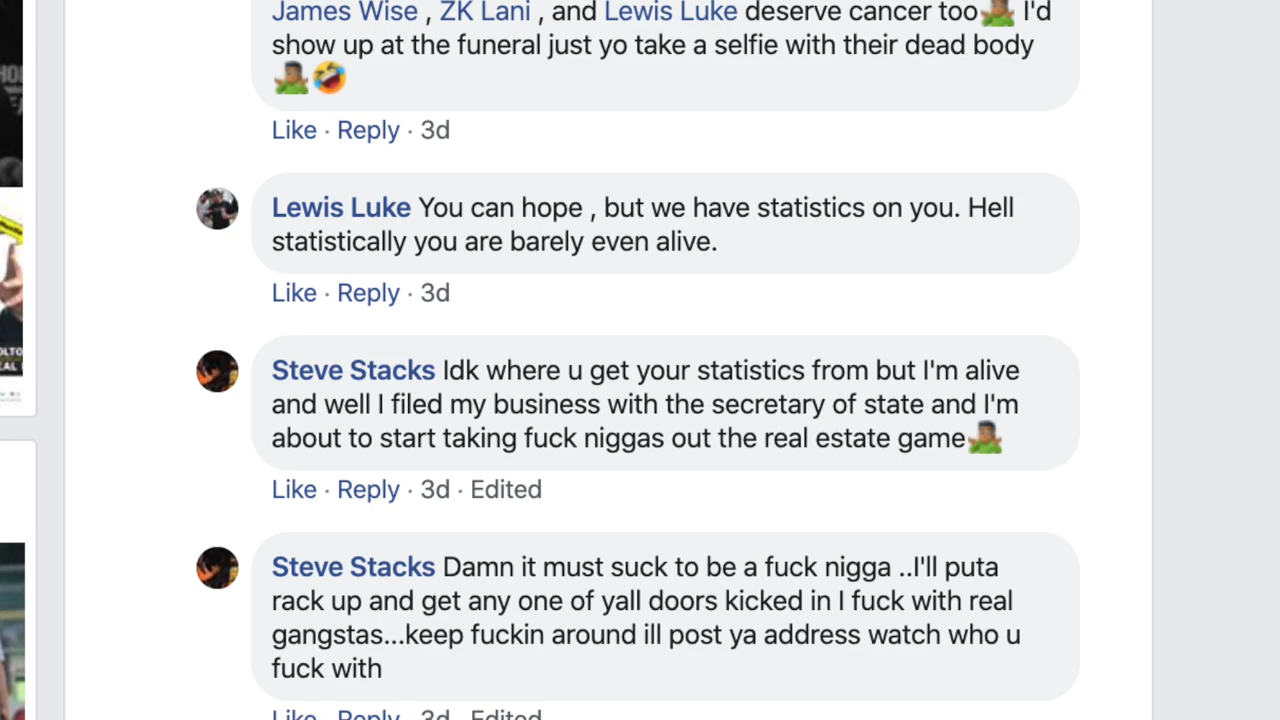 James Wise , ZK Lani , and Lewis Luke deserve cancer too🤷🏾‍♂️ I'd
show up at the funeral just yo take a selfie with their dead body
🤷🏾‍♂️🤣
Like · Reply · 3d
Lewis Luke You can hope , but we have statistics on you. Hell
statistically you are barely even alive.
Like · Reply · 3d
Steve Stacks Idk where u get your statistics from but I'm alive
and well I filed my business with the secretary of state and I'm
about to start taking fuck niggas out the real estate game🤷🏾‍♂️
Like · Reply · 3d · Edited
Steve Stacks Damn it must suck to be a fuck nigga ..I'll puta
rack up and get any one of yall doors kicked in I fuck with real
gangstas...keep fuckin around ill post ya address watch who u
fuck with
Like · Reply · 3d · Edited